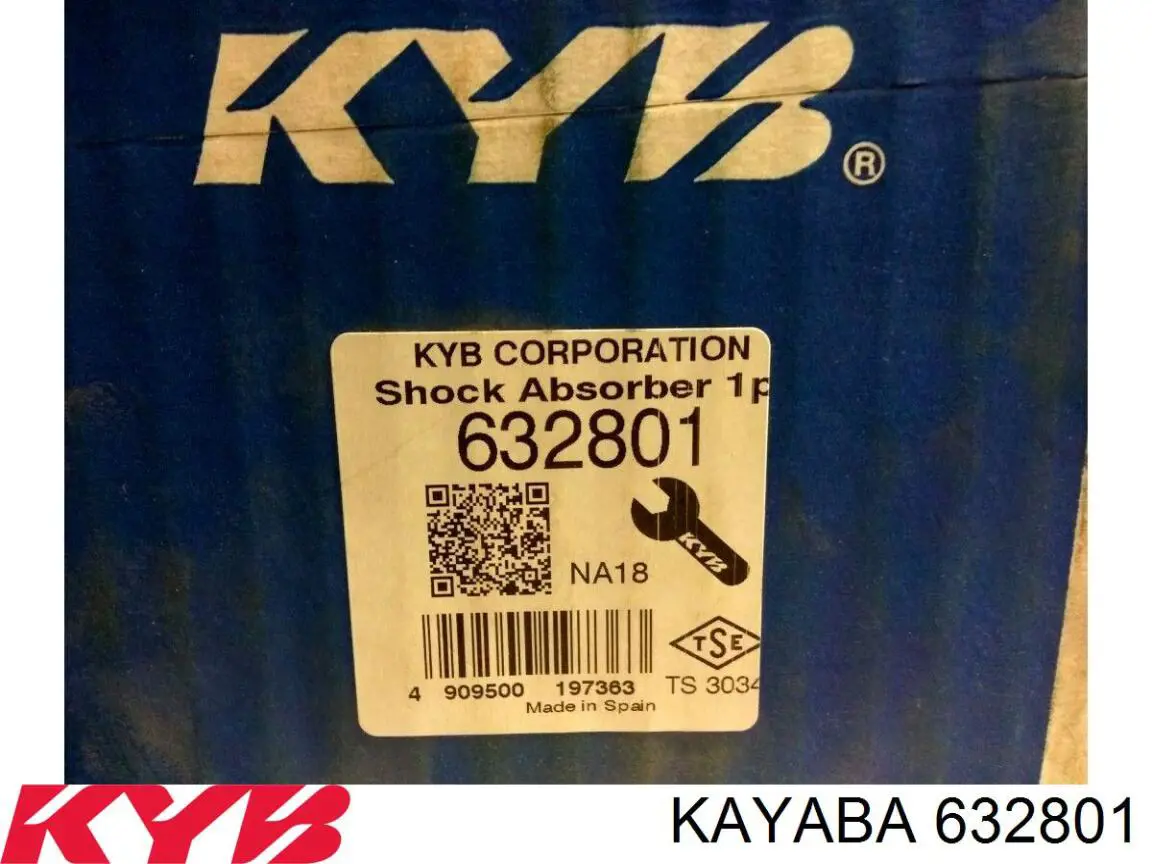 KYB®
KYB CORPORATION
Shock Absorber 1p
632801
KYB
NA18
TSE
4 909500 197363 TS 3034
Made in Spain
KYB KAYABA 632801